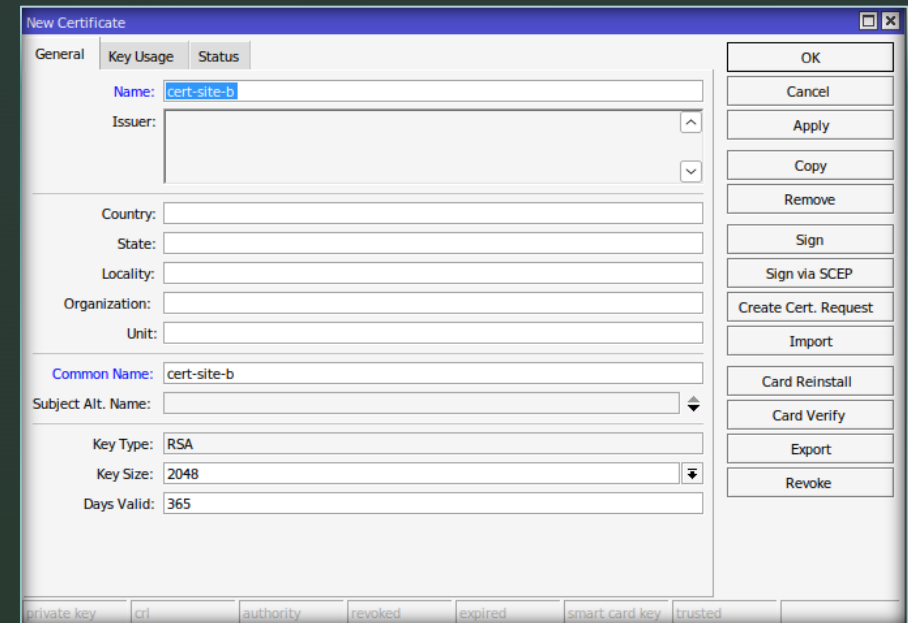 New Certificate
General Key Usage Status
Name: cert-site-b
Issuer:
Country:
State:
Locality:
Organization:
Unit:
Common Name: cert-site-b
Subject Alt. Name:
Key Type: RSA
Key Size: 2048
Days Valid: 365
OK
Cancel
Apply
Copy
Remove
Sign
Sign via SCEP
Create Cert. Request
Import
Card Reinstall
Card Verify
Export
Revoke
private key crl authority revoked expired smart card key trusted